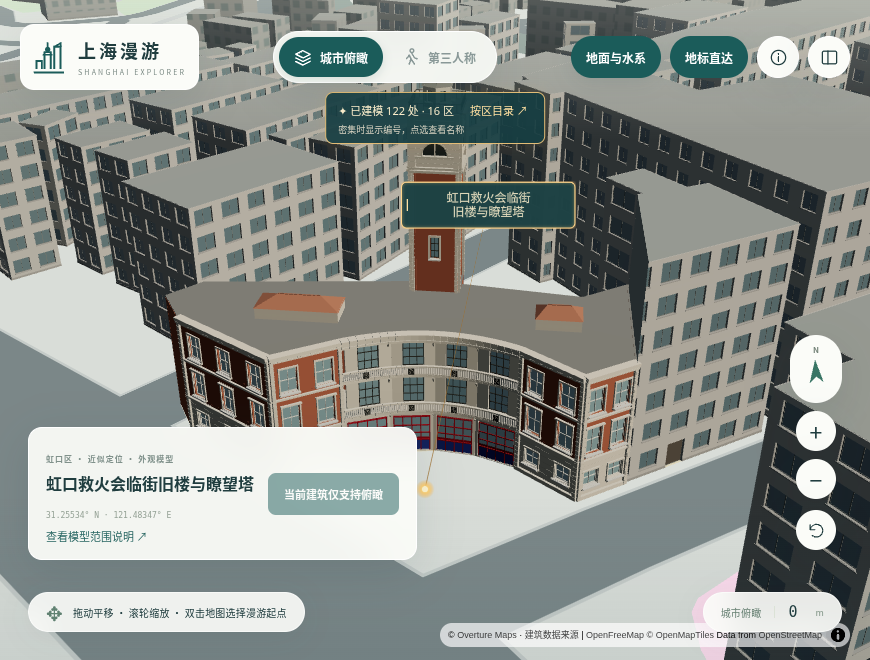 上海漫游
SHANGHAI EXPLORER
城市俯瞰
第三人称
地面与水系
地标直达
✦ 已建模 122 处 · 16 区 按区目录 ↗
密集时显示编号，点选查看名称
虹口救火会临街
旧楼与瞭望塔
N
虹口区 · 近似定位 · 外观模型
虹口救火会临街旧楼与瞭望塔
当前建筑仅支持俯瞰
31.25534° N · 121.48347° E
查看模型范围说明 ↗
拖动平移 · 滚轮缩放 · 双击地图选择漫游起点
城市俯瞰 0 m
© Overture Maps · 建筑数据来源 | OpenFreeMap © OpenMapTiles Data from OpenStreetMap